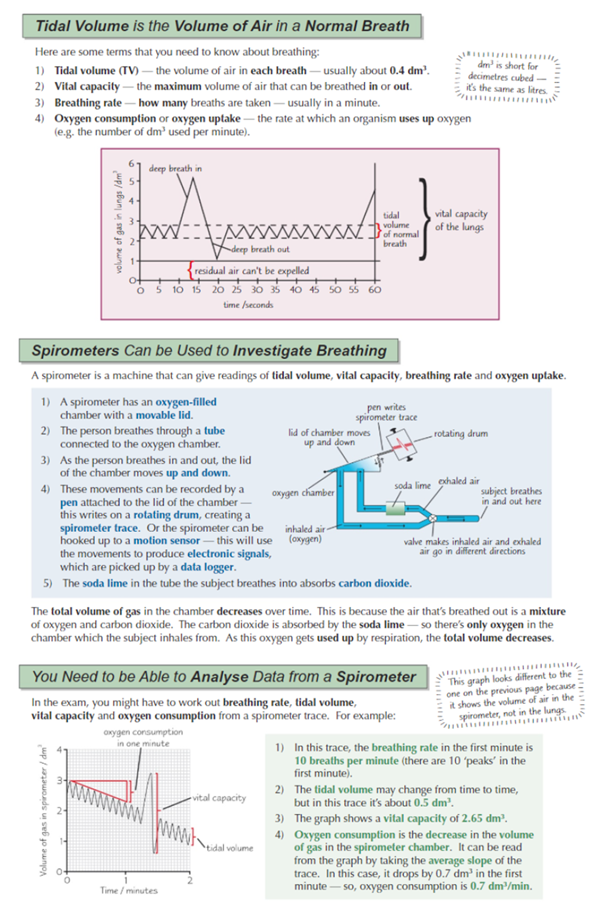 Tidal Volume is the Volume of Air in a Normal Breath
Here are some terms that you need to know about breathing:
1) Tidal volume (TV) — the volume of air in each breath — usually about 0.4 dm³.
2) Vital capacity — the maximum volume of air that can be breathed in or out.
3) Breathing rate — how many breaths are taken — usually in a minute.
4) Oxygen consumption or oxygen uptake — the rate at which an organism uses up oxygen
(e.g. the number of dm³ used per minute).
dm³ is short for
decimetres cubed —
it's the same as litres.
volume of gas in lungs /dm³
6
5
4
3
2
1
0
deep breath in
deep breath out
residual air can't be expelled
tidal
volume
of normal
breath
vital capacity
of the lungs
0 5 10 15 20 25 30 35 40 45 50 55 60
time /seconds
Spirometers Can be Used to Investigate Breathing
A spirometer is a machine that can give readings of tidal volume, vital capacity, breathing rate and oxygen uptake.
1) A spirometer has an oxygen-filled
chamber with a movable lid.
2) The person breathes through a tube
connected to the oxygen chamber.
3) As the person breathes in and out, the lid
of the chamber moves up and down.
4) These movements can be recorded by a
pen attached to the lid of the chamber —
this writes on a rotating drum, creating a
spirometer trace. Or the spirometer can be
hooked up to a motion sensor — this will use
the movements to produce electronic signals,
which are picked up by a data logger.
5) The soda lime in the tube the subject breathes into absorbs carbon dioxide.
pen writes
spirometer trace
lid of chamber moves
up and down
rotating drum
oxygen chamber
soda lime
exhaled air
subject breathes
in and out here
inhaled air
(oxygen)
valve makes inhaled air and exhaled
air go in different directions
The total volume of gas in the chamber decreases over time. This is because the air that's breathed out is a mixture
of oxygen and carbon dioxide. The carbon dioxide is absorbed by the soda lime — so there's only oxygen in the
chamber which the subject inhales from. As this oxygen gets used up by respiration, the total volume decreases.
You Need to be Able to Analyse Data from a Spirometer
This graph looks different to the
one on the previous page because
it shows the volume of air in the
spirometer, not in the lungs.
In the exam, you might have to work out breathing rate, tidal volume,
vital capacity and oxygen consumption from a spirometer trace. For example:
oxygen consumption
in one minute
Volume of gas in spirometer / dm³
4
3
2
1
0
vital capacity
tidal volume
0 1 2
Time / minutes
1) In this trace, the breathing rate in the first minute is
10 breaths per minute (there are 10 'peaks' in the
first minute).
2) The tidal volume may change from time to time,
but in this trace it's about 0.5 dm³.
3) The graph shows a vital capacity of 2.65 dm³.
4) Oxygen consumption is the decrease in the volume
of gas in the spirometer chamber. It can be read
from the graph by taking the average slope of the
trace. In this case, it drops by 0.7 dm³ in the first
minute — so, oxygen consumption is 0.7 dm³/min.